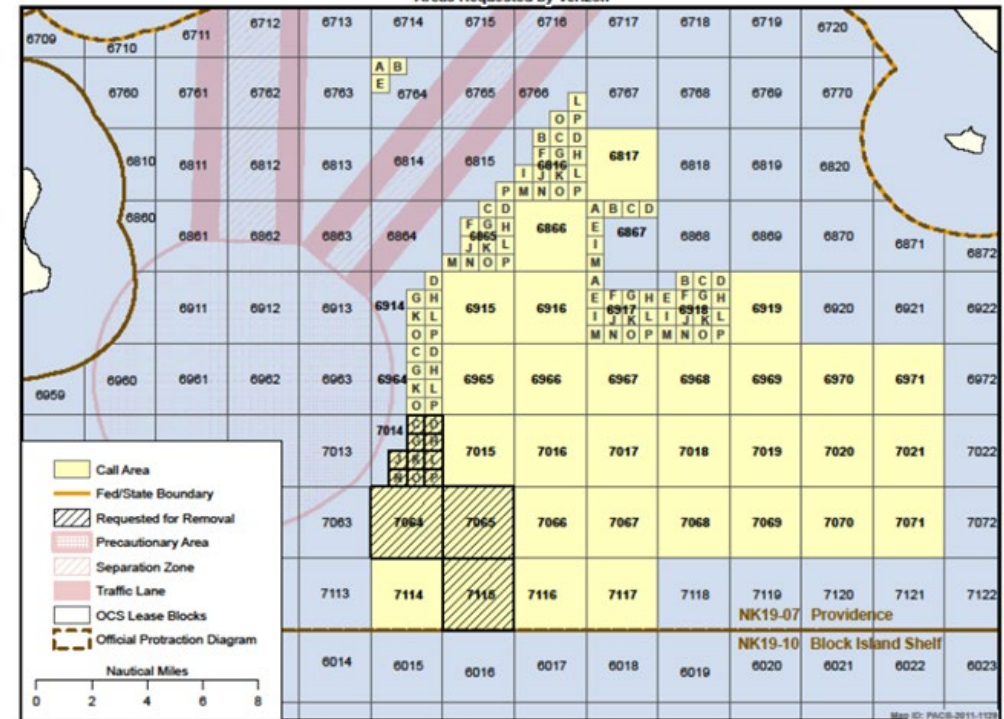 Areas Requested by Verizon
6709 6710 6711 6712 6713 6714 6715 6716 6717 6718 6719 6720
A B
E
6760 6761 6762 6763 6764 6765 6766 6767 6768 6769 6770
L
O P
B C D
F G H
I J K L
P M N O P
6810 6811 6812 6813 6814 6815 6816 6817 6818 6819 6820
C D
F G H
J K L
M N O P
A B C D
E
I
M
6860 6861 6862 6863 6864 6865 6866 6867 6868 6869 6870 6871 6872
D
G H
K L
O P
A
E F G H
I J K L
M N O P
B C D
E F G H
I J K L
M N O P
6911 6912 6913 6914 6915 6916 6917 6918 6919 6920 6921 6922
C D
G H
K L
O P
6959 6960 6961 6962 6963 6964 6965 6966 6967 6968 6969 6970 6971 6972
C D
G H
J K L
N O P
7013 7014 7015 7016 7017 7018 7019 7020 7021 7022
7063 7064 7065 7066 7067 7068 7069 7070 7071 7072
7113 7114 7115 7116 7117 7118 7119 7120 7121 7122
NK19-07 Providence
NK19-10 Block Island Shelf
6014 6015 6016 6017 6018 6019 6020 6021 6022 6023
Call Area
Fed/State Boundary
Requested for Removal
Precautionary Area
Separation Zone
Traffic Lane
OCS Lease Blocks
Official Protraction Diagram
Nautical Miles
0 2 4 6 8